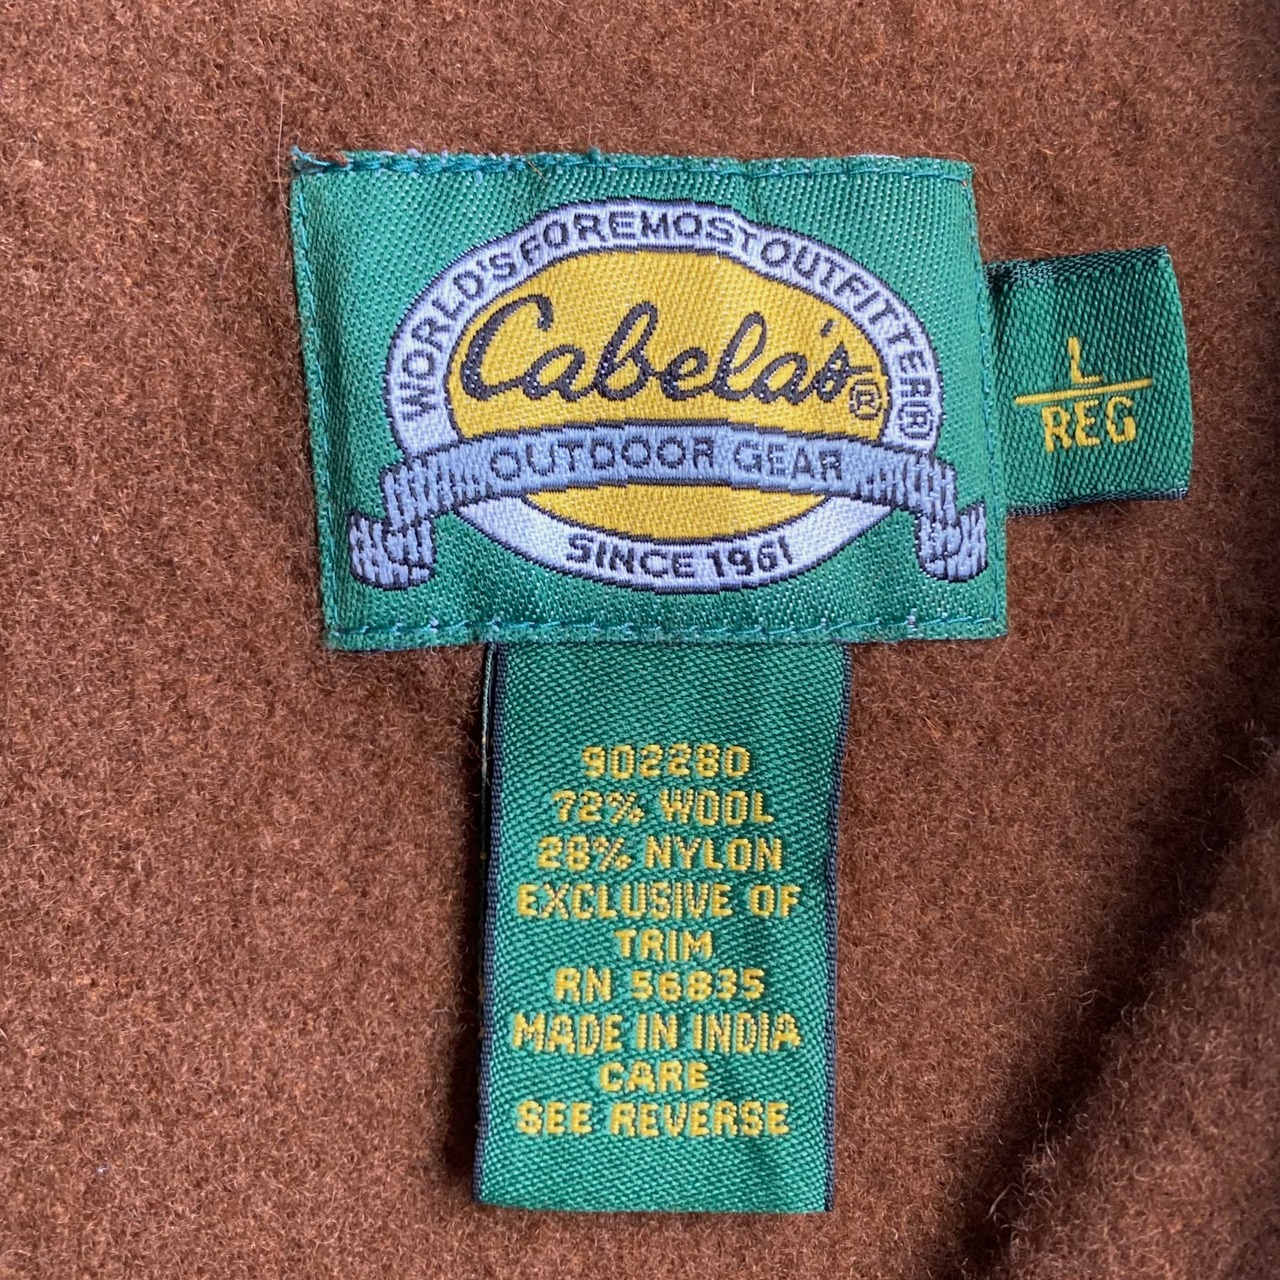 WORLD'S FOREMOST OUTFITTER®
Cabela's®
OUTDOOR GEAR
SINCE 1961
L
REG
902280
72% WOOL
28% NYLON
EXCLUSIVE OF
TRIM
RN 56835
MADE IN INDIA
CARE
SEE REVERSE